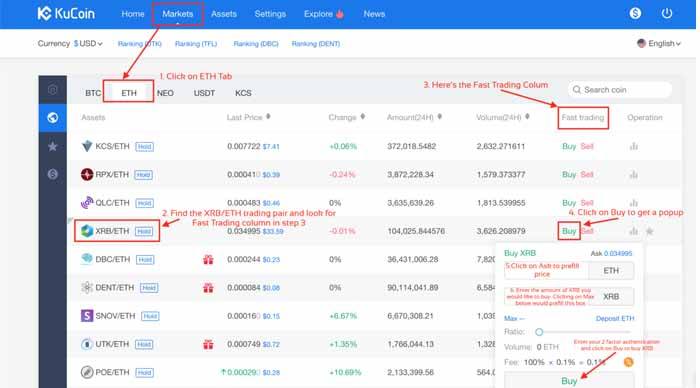 KuCoin Home Markets Assets Settings Explore News
Currency $ USD Ranking (UTK) Ranking (TFL) Ranking (DBC) Ranking (DENT) English
1. Click on ETH Tab
3. Here's the Fast Trading Colum
BTC ETH NEO USDT KCS Search coin
Assets Last Price Change Amount(24H) Volume(24H) Fast trading Operation
KCS/ETH Hold 0.007722 $7.41 +0.06% 372,018.5482 2,632.271611 Buy Sell
RPX/ETH Hold 0.000410 $0.39 -0.24% 3,872,228.34 1,579.373377 Buy Sell
QLC/ETH Hold 0.000483 $0.46 0% 3,635,639.26 1,813.539955 Buy Sell
2. Find the XRB/ETH trading pair and look for
Fast Trading column in step 3
4. Click on Buy to get a popup
XRB/ETH Hold 0.034995 $33.59 -0.01% 104,025.844576 3,626.208979 Buy Sell
DBC/ETH Hold 0.000244 $0.23 0% 36,431,006.28 7,820
DENT/ETH Hold 0.000084 $0.08 0% 90,114,041.89 6,584
SNOV/ETH Hold 0.000016 $0.15 +6.67% 6,670,308.21 1,039
UTK/ETH Hold 0.000749 $0.72 +1.35% 1,766,044.13 1,328
POE/ETH Hold 0.000029 $0.28 +10.69% 2,133,399.56 564.0
Buy XRB Ask 0.034995
5.Click on Ask to prefill
price
ETH
6. Enter the amount of XRB you
would like to buy. Clicking on Max
below would prefill this box
XRB
Max -- Deposit ETH
Ratio:
Enter your 2 factor authentication
and click on Buy to buy XRB
Volume: 0 ETH
Fee: 100% × 0.1% = 0.1%
Buy